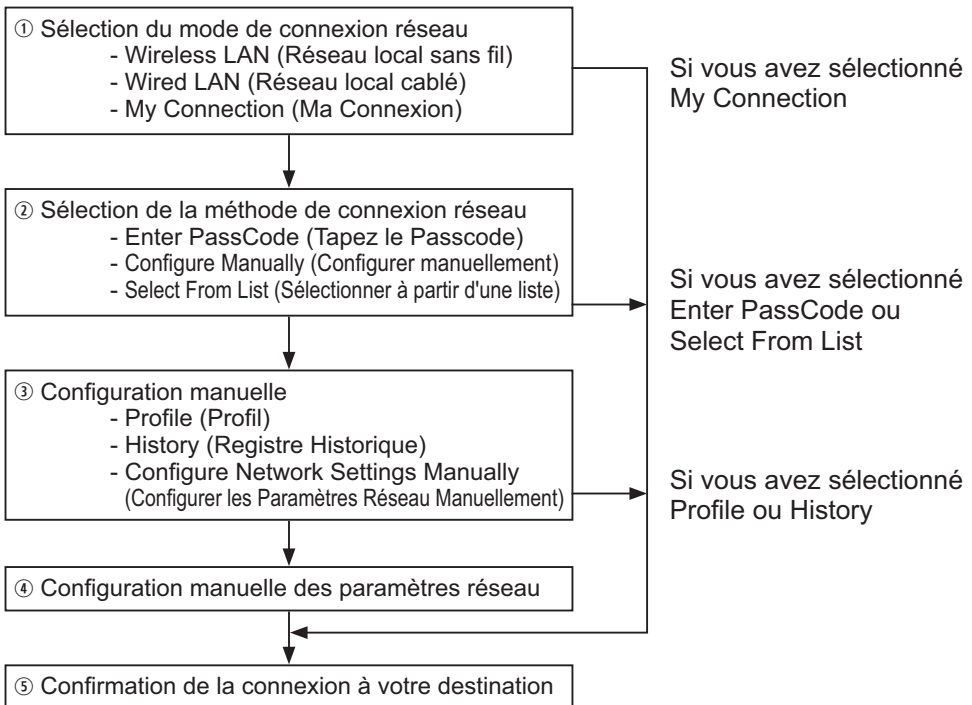 ① Sélection du mode de connexion réseau
- Wireless LAN (Réseau local sans fil)
- Wired LAN (Réseau local cablé)
- My Connection (Ma Connexion)
Si vous avez sélectionné
My Connection
② Sélection de la méthode de connexion réseau
- Enter PassCode (Tapez le Passcode)
- Configure Manually (Configurer manuellement)
- Select From List (Sélectionner à partir d'une liste)
Si vous avez sélectionné
Enter PassCode ou
Select From List
③ Configuration manuelle
- Profile (Profil)
- History (Registre Historique)
- Configure Network Settings Manually
(Configurer les Paramètres Réseau Manuellement)
Si vous avez sélectionné
Profile ou History
④ Configuration manuelle des paramètres réseau
⑤ Confirmation de la connexion à votre destination